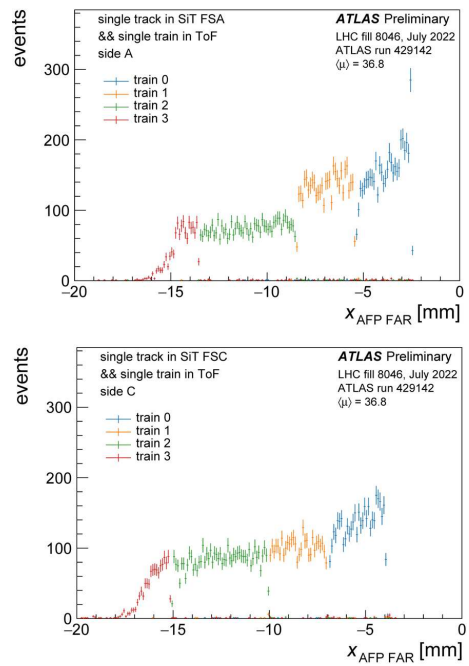 single track in SiT FSA
&& single train in ToF
side A
ATLAS Preliminary
LHC fill 8046, July 2022
ATLAS run 429142
⟨μ⟩ = 36.8
train 0
train 1
train 2
train 3
events
300
200
100
0
−20
−15
−10
−5
0
x AFP FAR [mm]
single track in SiT FSC
&& single train in ToF
side C
ATLAS Preliminary
LHC fill 8046, July 2022
ATLAS run 429142
⟨μ⟩ = 36.8
train 0
train 1
train 2
train 3
events
300
200
100
0
−20
−15
−10
−5
0
x AFP FAR [mm]